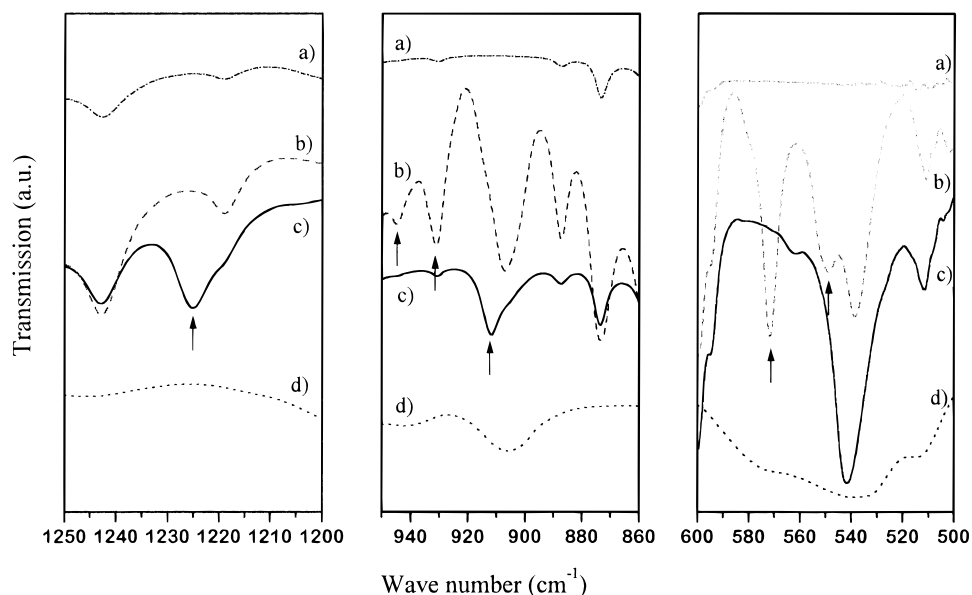 a)
b)
c)
d)
a)
b)
c)
d)
a)
b)
c)
d)
Transmission (a.u.)
1250 1240 1230 1220 1210 1200
940 920 900 880 860
600 580 560 540 520 500
Wave number (cm⁻¹)